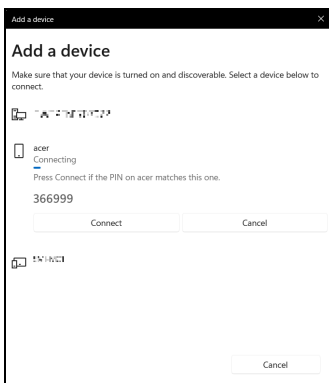 Add a device
Add a device
Make sure that your device is turned on and discoverable. Select a device below to
connect.
acer
Connecting
Press Connect if the PIN on acer matches this one.
366999
Connect Cancel
Cancel